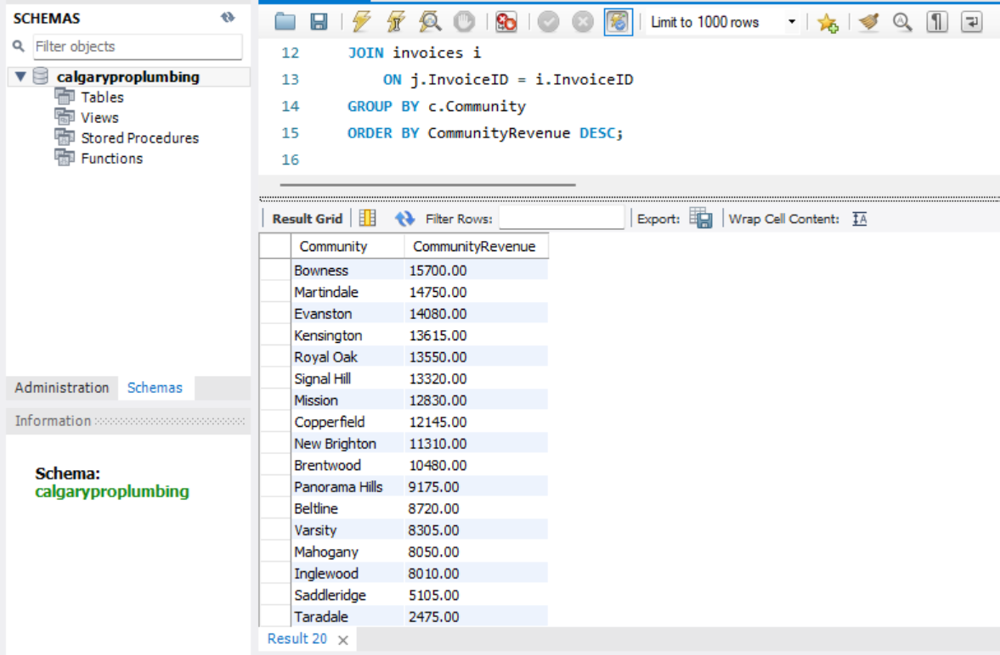 SCHEMAS
Filter objects
calgaryproplumbing
Tables
Views
Stored Procedures
Functions
Administration Schemas
Information
Schema:
calgaryproplumbing
Limit to 1000 rows
12 JOIN invoices i
13 ON j.InvoiceID = i.InvoiceID
14 GROUP BY c.Community
15 ORDER BY CommunityRevenue DESC;
16
Result Grid Filter Rows: Export: Wrap Cell Content: IA
Community CommunityRevenue
Bowness 15700.00
Martindale 14750.00
Evanston 14080.00
Kensington 13615.00
Royal Oak 13550.00
Signal Hill 13320.00
Mission 12830.00
Copperfield 12145.00
New Brighton 11310.00
Brentwood 10480.00
Panorama Hills 9175.00
Beltline 8720.00
Varsity 8305.00
Mahogany 8050.00
Inglewood 8010.00
Saddleridge 5105.00
Taradale 2475.00
Result 20